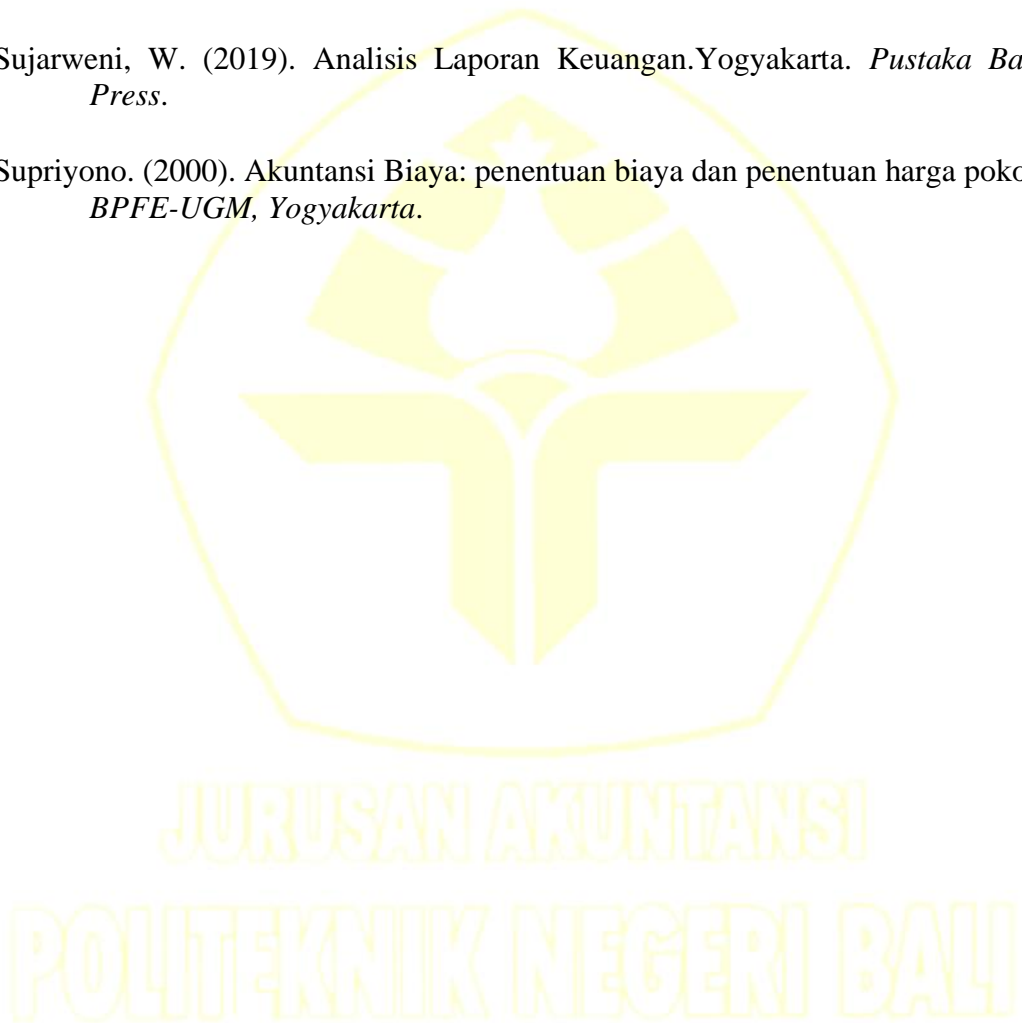 Sujarweni, W. (2019). Analisis Laporan Keuangan.Yogyakarta. Pustaka Ba
Press.
Supriyono. (2000). Akuntansi Biaya: penentuan biaya dan penentuan harga poko
BPFE-UGM, Yogyakarta.
JURUSAN AKUNTANSI
POLITEKNIK NEGERI BALI